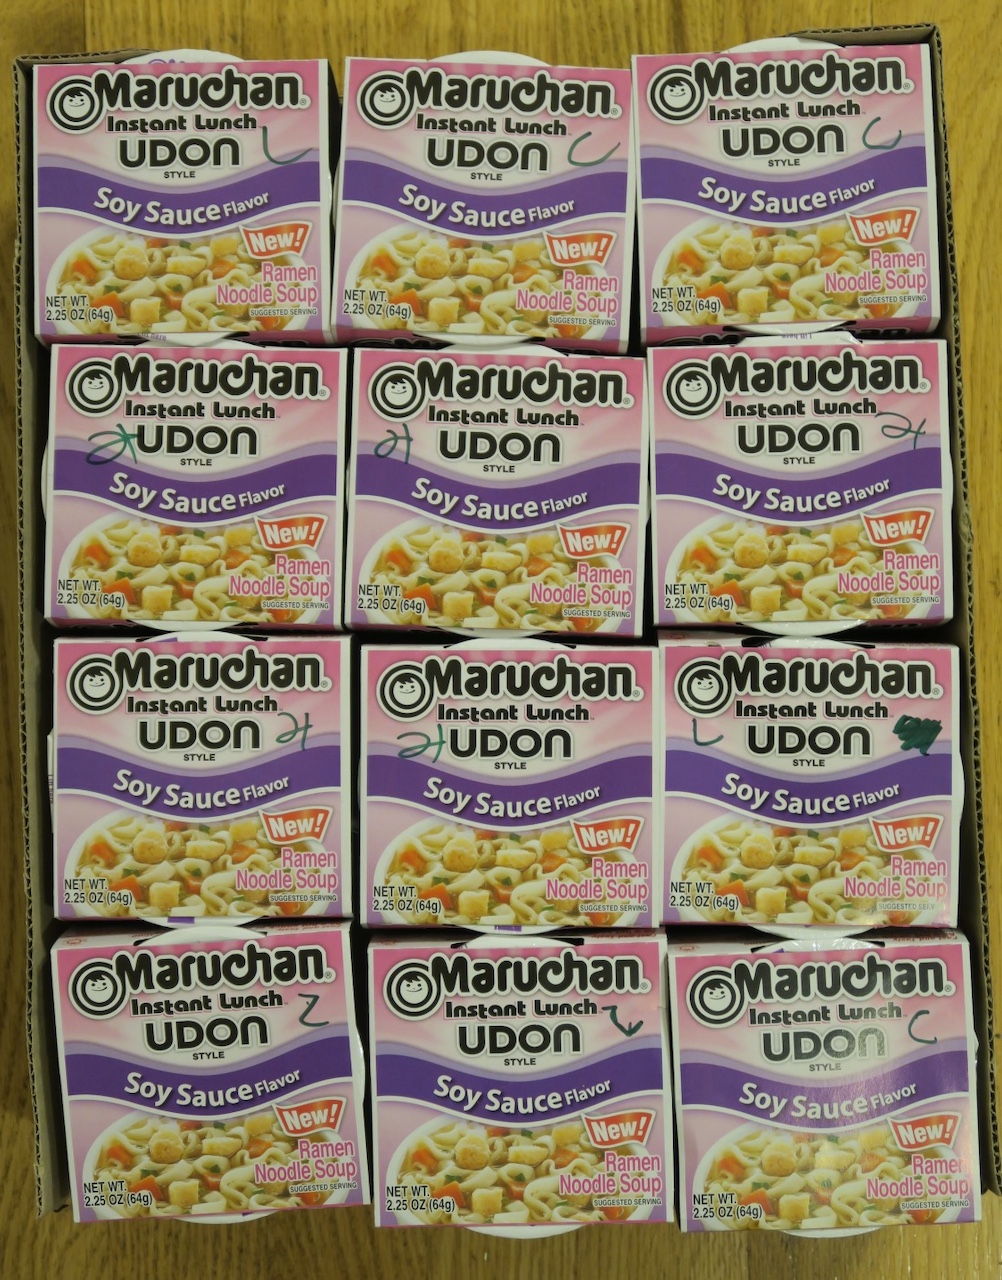 Maruchan®
Instant Lunch
UDON
STYLE
Soy Sauce Flavor
New!
Ramen
Noodle Soup
NET WT.
2.25 OZ (64g)
SUGGESTED SERVING
Maruchan®
Instant Lunch
UDON
STYLE
Soy Sauce Flavor
New!
Ramen
Noodle Soup
NET WT.
2.25 OZ (64g)
SUGGESTED SERVING
Maruchan®
Instant Lunch
UDON
STYLE
Soy Sauce Flavor
New!
Ramen
Noodle Soup
NET WT.
2.25 OZ (64g)
SUGGESTED SERVING
Maruchan®
Instant Lunch
UDON
STYLE
Soy Sauce Flavor
New!
Ramen
Noodle Soup
NET WT.
2.25 OZ (64g)
SUGGESTED SERVING
Maruchan®
Instant Lunch
UDON
STYLE
Soy Sauce Flavor
New!
Ramen
Noodle Soup
NET WT.
2.25 OZ (64g)
SUGGESTED SERVING
Maruchan®
Instant Lunch
UDON
STYLE
Soy Sauce Flavor
New!
Ramen
Noodle Soup
NET WT.
2.25 OZ (64g)
SUGGESTED SERVING
Maruchan®
Instant Lunch
UDON
STYLE
Soy Sauce Flavor
New!
Ramen
Noodle Soup
NET WT.
2.25 OZ (64g)
SUGGESTED SERVING
Maruchan®
Instant Lunch
UDON
STYLE
Soy Sauce Flavor
New!
Ramen
Noodle Soup
NET WT.
2.25 OZ (64g)
SUGGESTED SERVING
Maruchan®
Instant Lunch
UDON
STYLE
Soy Sauce Flavor
New!
Ramen
Noodle Soup
NET WT.
2.25 OZ (64g)
SUGGESTED SERVING
Maruchan®
Instant Lunch
UDON
STYLE
Soy Sauce Flavor
New!
Ramen
Noodle Soup
NET WT.
2.25 OZ (64g)
SUGGESTED SERVING
Maruchan®
Instant Lunch
UDON
STYLE
Soy Sauce Flavor
New!
Ramen
Noodle Soup
NET WT.
2.25 OZ (64g)
SUGGESTED SERVING
Maruchan®
Instant Lunch
UDON
STYLE
Soy Sauce Flavor
New!
Ramen
Noodle Soup
NET WT.
2.25 OZ (64g)
SUGGESTED SERVING